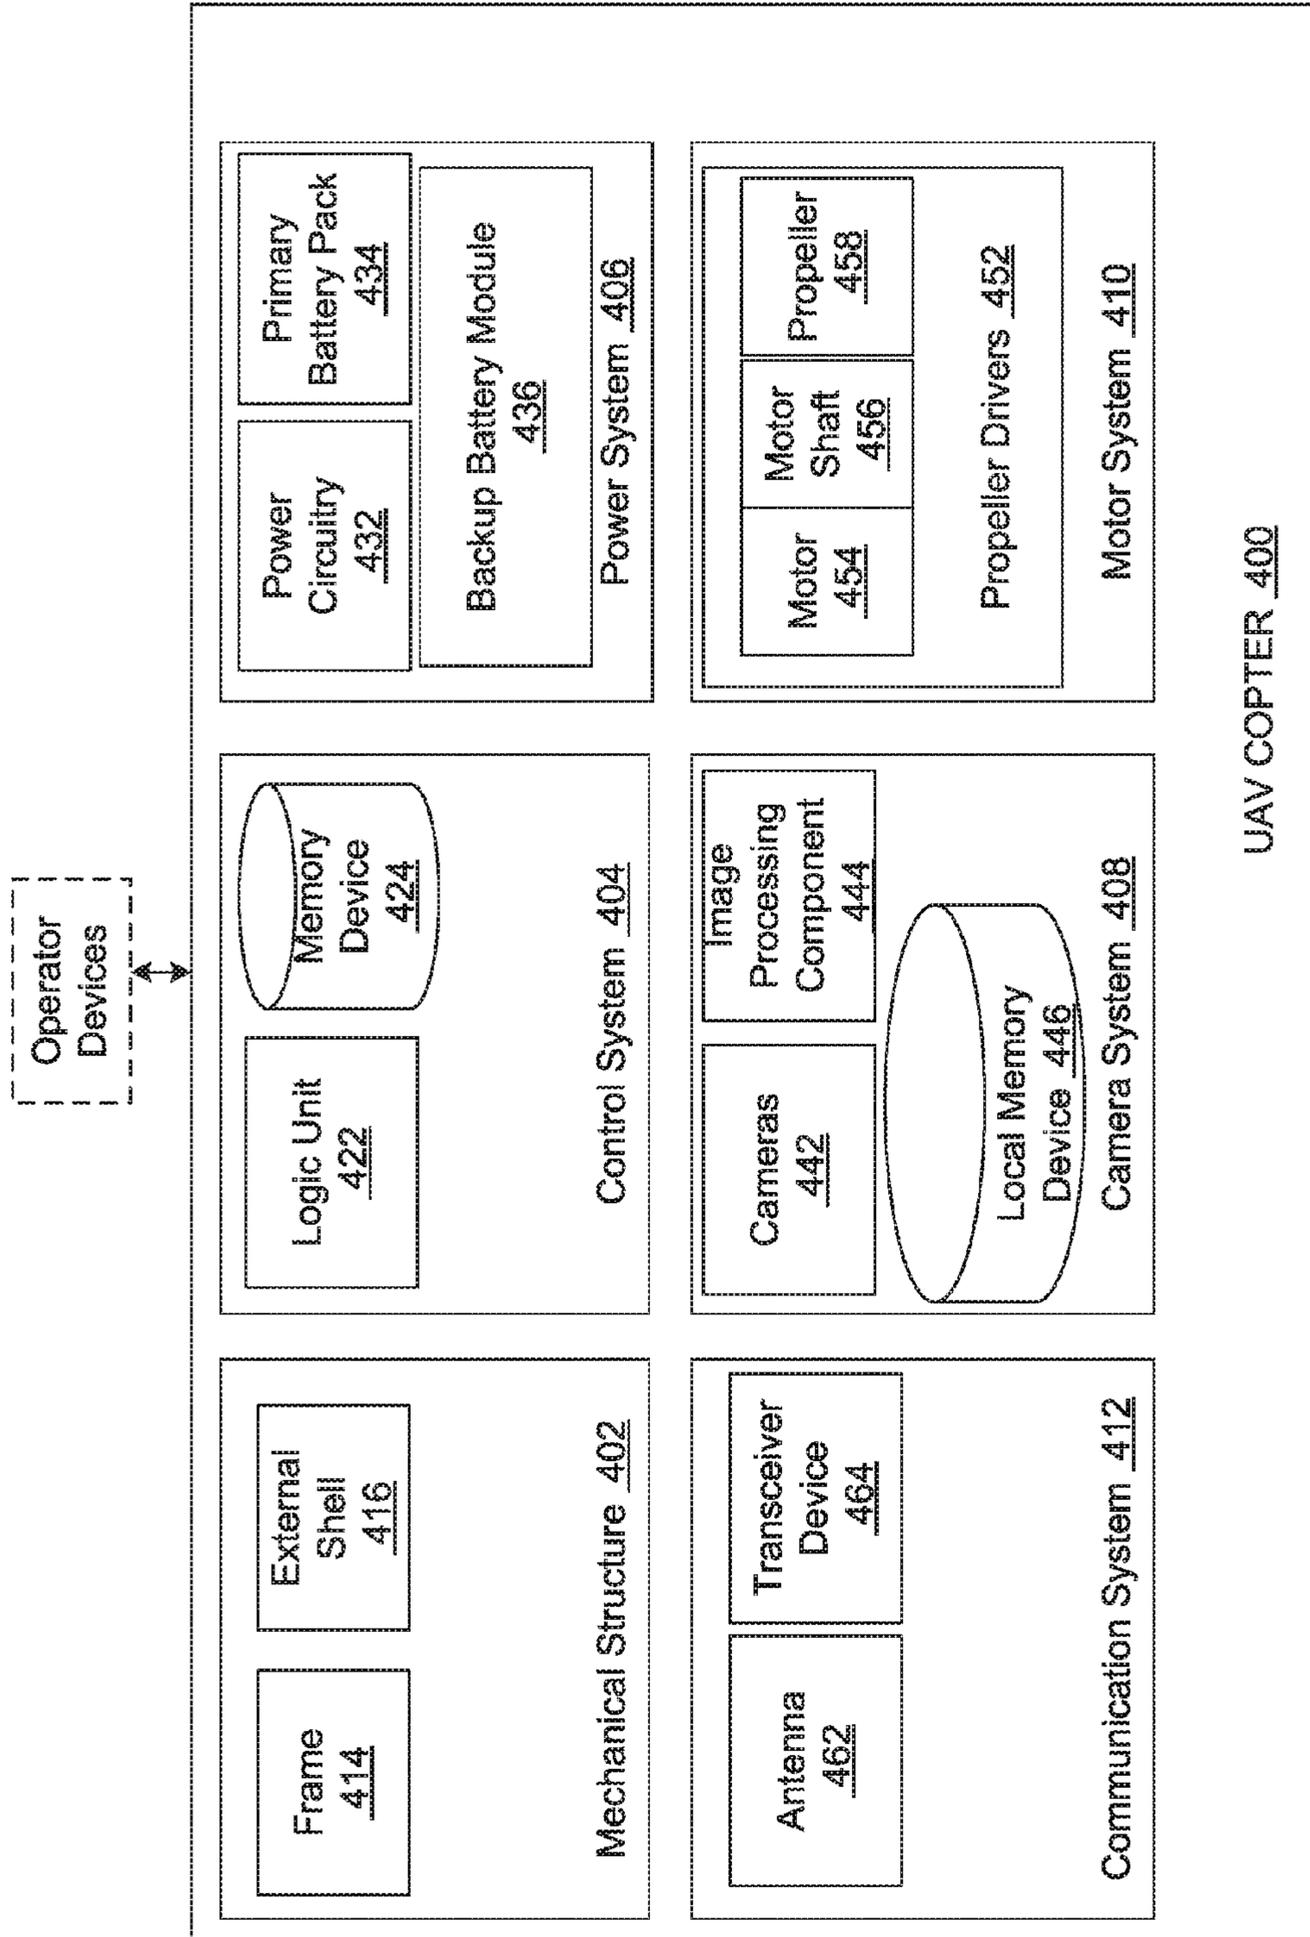 Operator
Devices
Frame
414
External
Shell
416
Mechanical Structure 402
Logic Unit
422
Memory
Device
424
Control System 404
Power
Circuitry
432
Primary
Battery Pack
434
Backup Battery Module
436
Power System 406
Antenna
462
Transceiver
Device
464
Communication System 412
Cameras
442
Image
Processing
Component
444
Local Memory
Device 446
Camera System 408
Motor
454
Motor
Shaft
456
Propeller
458
Propeller Drivers 452
Motor System 410
UAV COPTER 400